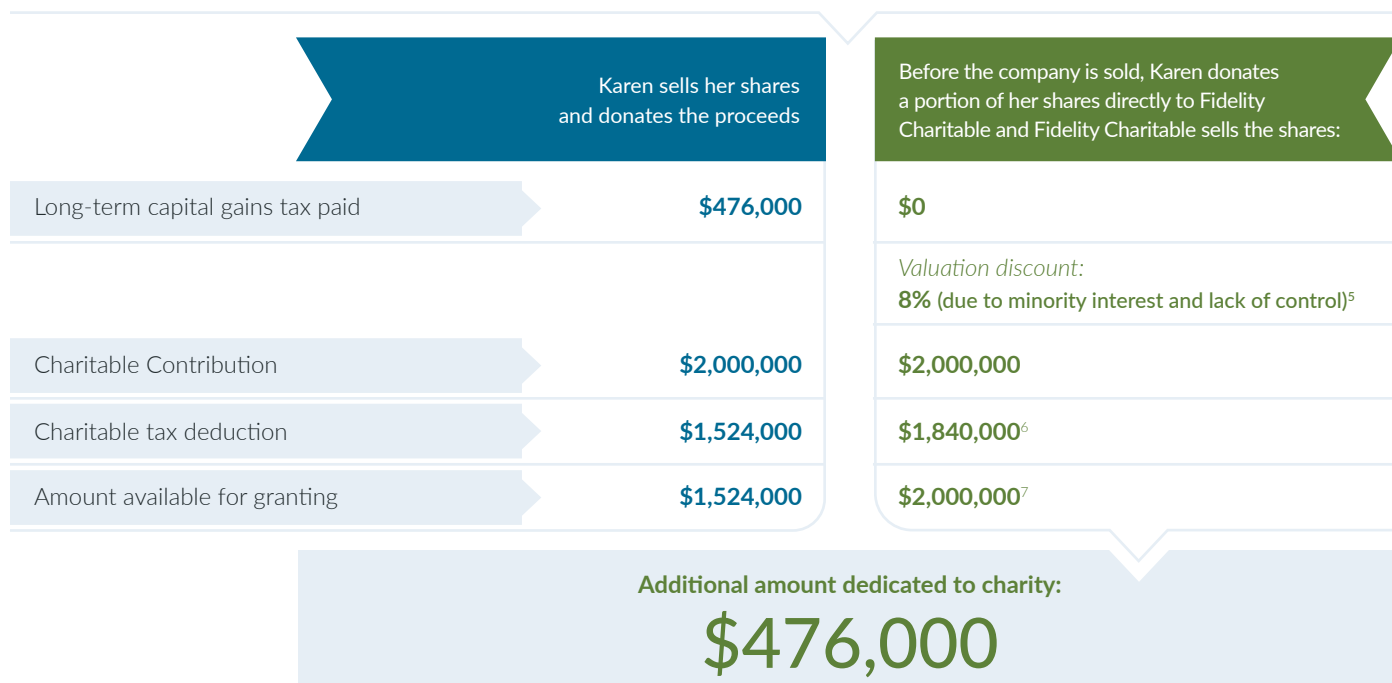 Karen sells her shares
and donates the proceeds
Before the company is sold, Karen donates
a portion of her shares directly to Fidelity
Charitable and Fidelity Charitable sells the shares:
Long-term capital gains tax paid
$476,000
$0
Valuation discount:
8% (due to minority interest and lack of control)5
Charitable Contribution
$2,000,000
$2,000,000
Charitable tax deduction
$1,524,000
$1,840,0006
Amount available for granting
$1,524,000
$2,000,0007
Additional amount dedicated to charity:
$476,000